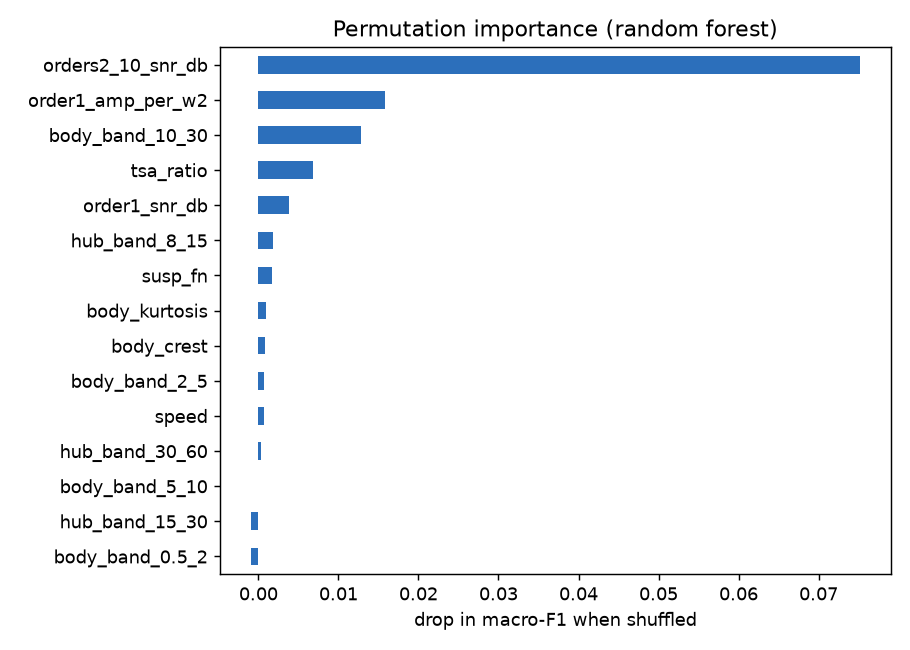 Permutation importance (random forest)
orders2_10_snr_db
order1_amp_per_w2
body_band_10_30
tsa_ratio
order1_snr_db
hub_band_8_15
susp_fn
body_kurtosis
body_crest
body_band_2_5
speed
hub_band_30_60
body_band_5_10
hub_band_15_30
body_band_0.5_2
0.00 0.01 0.02 0.03 0.04 0.05 0.06 0.07
drop in macro-F1 when shuffled